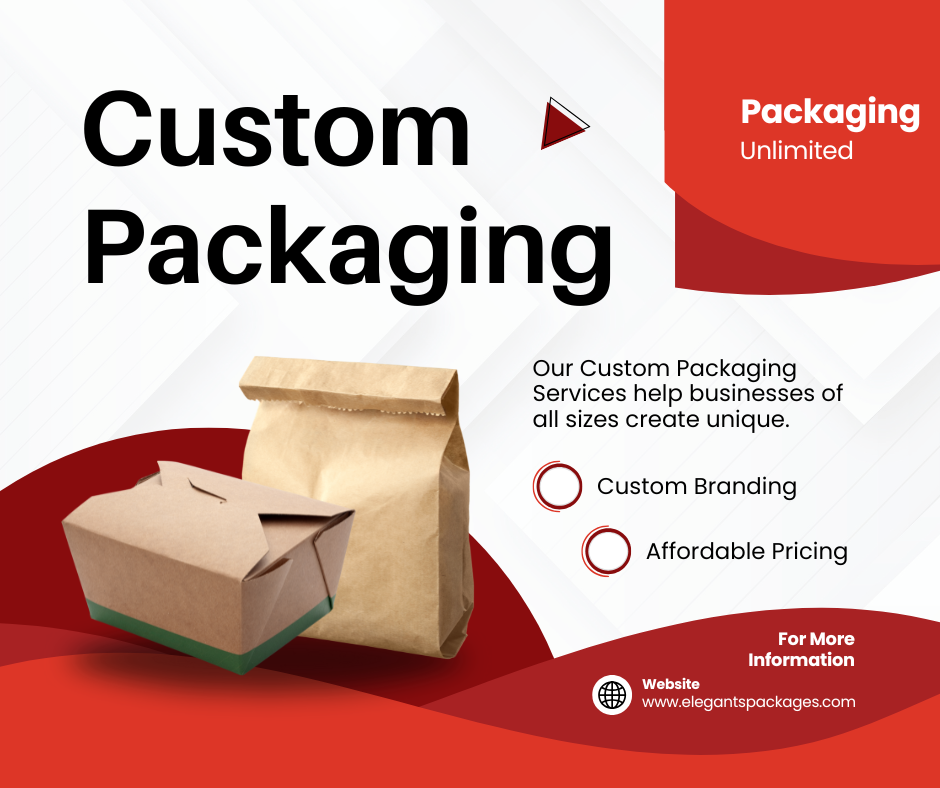 Custom
Packaging
Packaging
Unlimited
Our Custom Packaging
Services help businesses of
all sizes create unique.
Custom Branding
Affordable Pricing
For More
Information
Website
www.elegantspackages.com